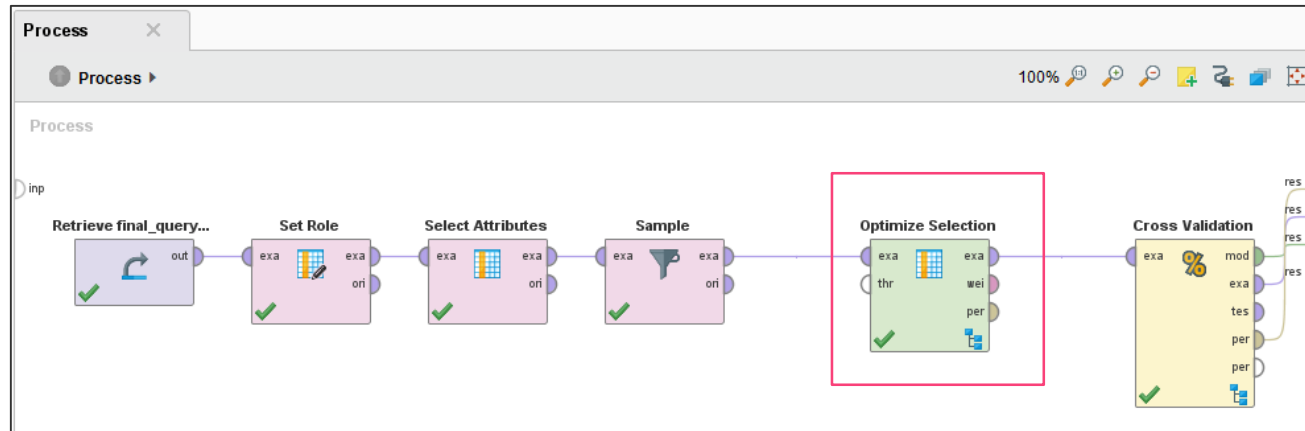 Process
Process
100%
Process
inp
res
res
res
res
Retrieve final_query...
out
Set Role
exa
exa
ori
Select Attributes
exa
exa
ori
Sample
exa
exa
ori
Optimize Selection
exa
exa
thr
wei
per
Cross Validation
exa
%
mod
exa
tes
per
per